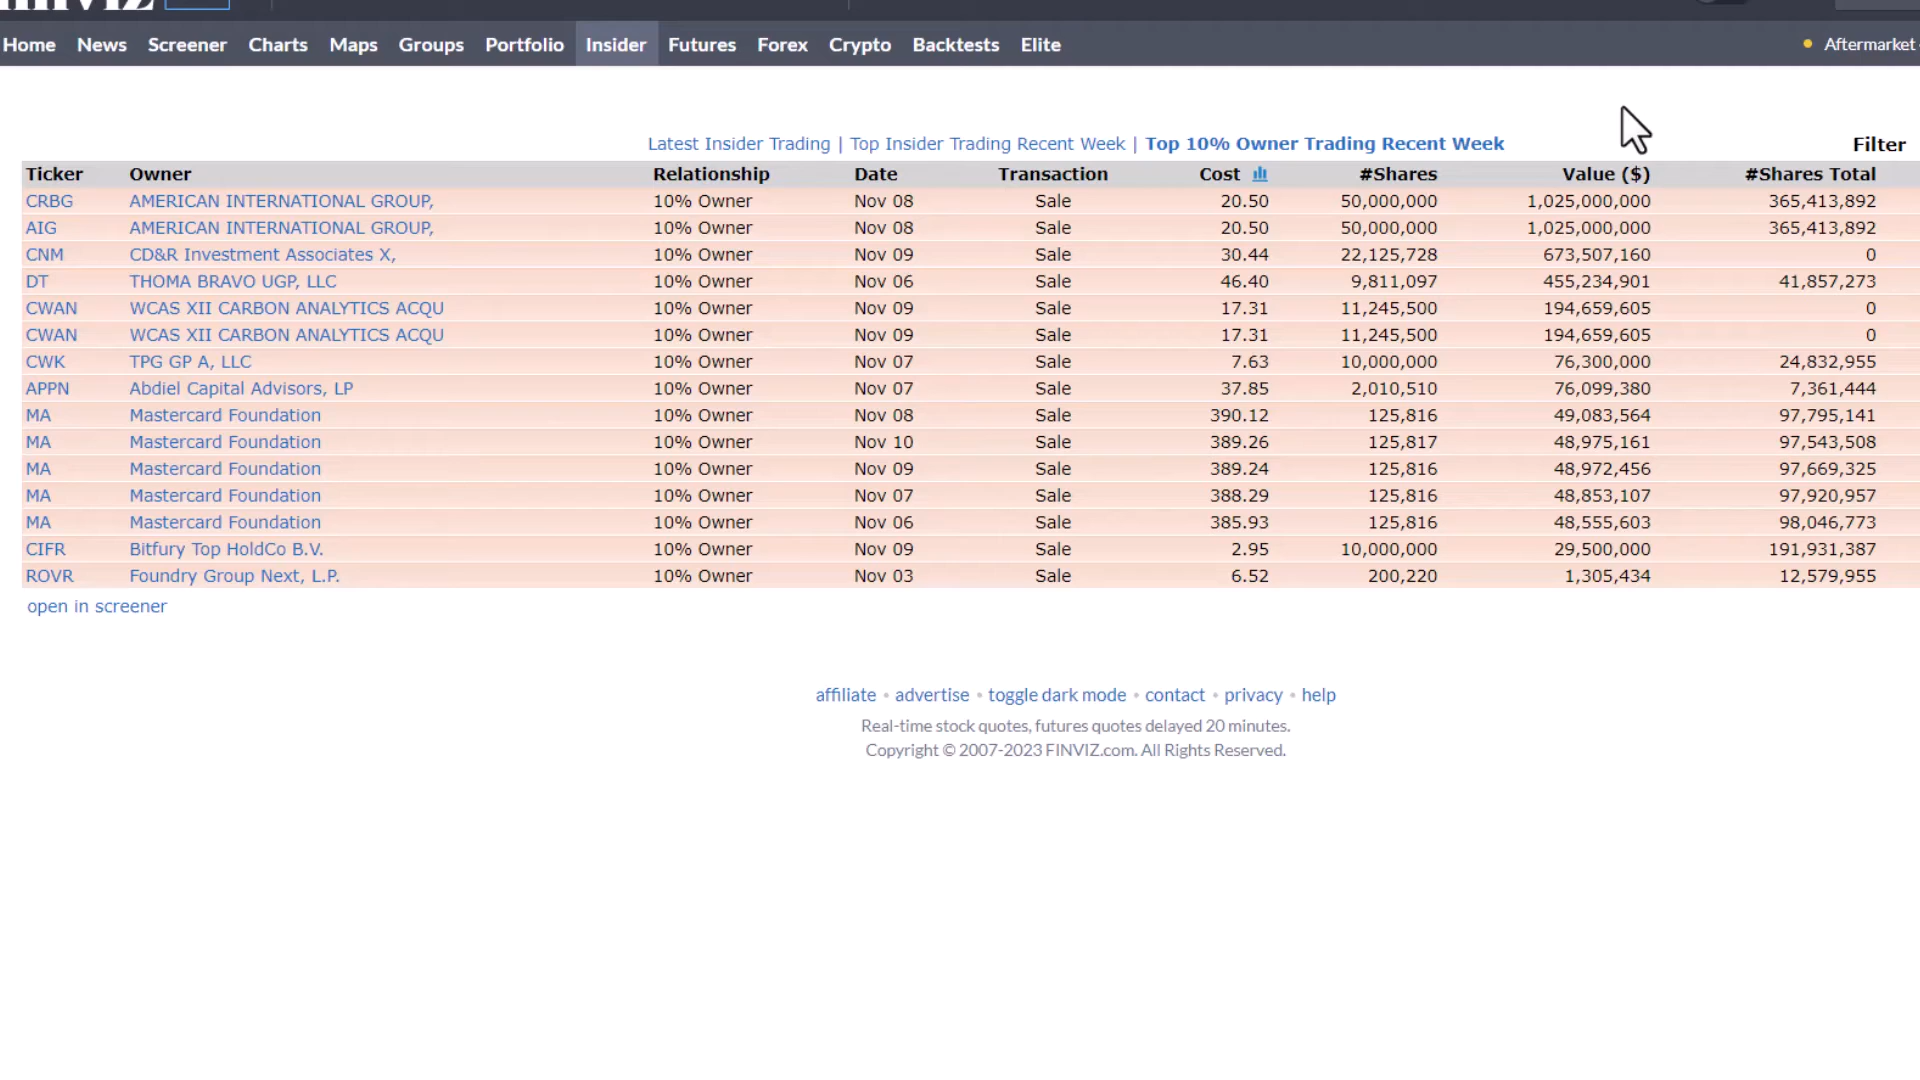 Home News Screener Charts Maps Groups Portfolio Insider Futures Forex Crypto Backtests Elite Aftermarket
Latest Insider Trading | Top Insider Trading Recent Week | Top 10% Owner Trading Recent Week Filter
Ticker Owner Relationship Date Transaction Cost #Shares Value ($) #Shares Total
CRBG AMERICAN INTERNATIONAL GROUP, 10% Owner Nov 08 Sale 20.50 50,000,000 1,025,000,000 365,413,892
AIG AMERICAN INTERNATIONAL GROUP, 10% Owner Nov 08 Sale 20.50 50,000,000 1,025,000,000 365,413,892
CNM CD&R Investment Associates X, 10% Owner Nov 09 Sale 30.44 22,125,728 673,507,160 0
DT THOMA BRAVO UGP, LLC 10% Owner Nov 06 Sale 46.40 9,811,097 455,234,901 41,857,273
CWAN WCAS XII CARBON ANALYTICS ACQU 10% Owner Nov 09 Sale 17.31 11,245,500 194,659,605 0
CWAN WCAS XII CARBON ANALYTICS ACQU 10% Owner Nov 09 Sale 17.31 11,245,500 194,659,605 0
CWK TPG GP A, LLC 10% Owner Nov 07 Sale 7.63 10,000,000 76,300,000 24,832,955
APPN Abdiel Capital Advisors, LP 10% Owner Nov 07 Sale 37.85 2,010,510 76,099,380 7,361,444
MA Mastercard Foundation 10% Owner Nov 08 Sale 390.12 125,816 49,083,564 97,795,141
MA Mastercard Foundation 10% Owner Nov 10 Sale 389.26 125,817 48,975,161 97,543,508
MA Mastercard Foundation 10% Owner Nov 09 Sale 389.24 125,816 48,972,456 97,669,325
MA Mastercard Foundation 10% Owner Nov 07 Sale 388.29 125,816 48,853,107 97,920,957
MA Mastercard Foundation 10% Owner Nov 06 Sale 385.93 125,816 48,555,603 98,046,773
CIFR Bitfury Top HoldCo B.V. 10% Owner Nov 09 Sale 2.95 10,000,000 29,500,000 191,931,387
ROVR Foundry Group Next, L.P. 10% Owner Nov 03 Sale 6.52 200,220 1,305,434 12,579,955
open in screener
affiliate • advertise • toggle dark mode • contact • privacy • help
Real-time stock quotes, futures quotes delayed 20 minutes.
Copyright © 2007-2023 FINVIZ.com. All Rights Reserved.